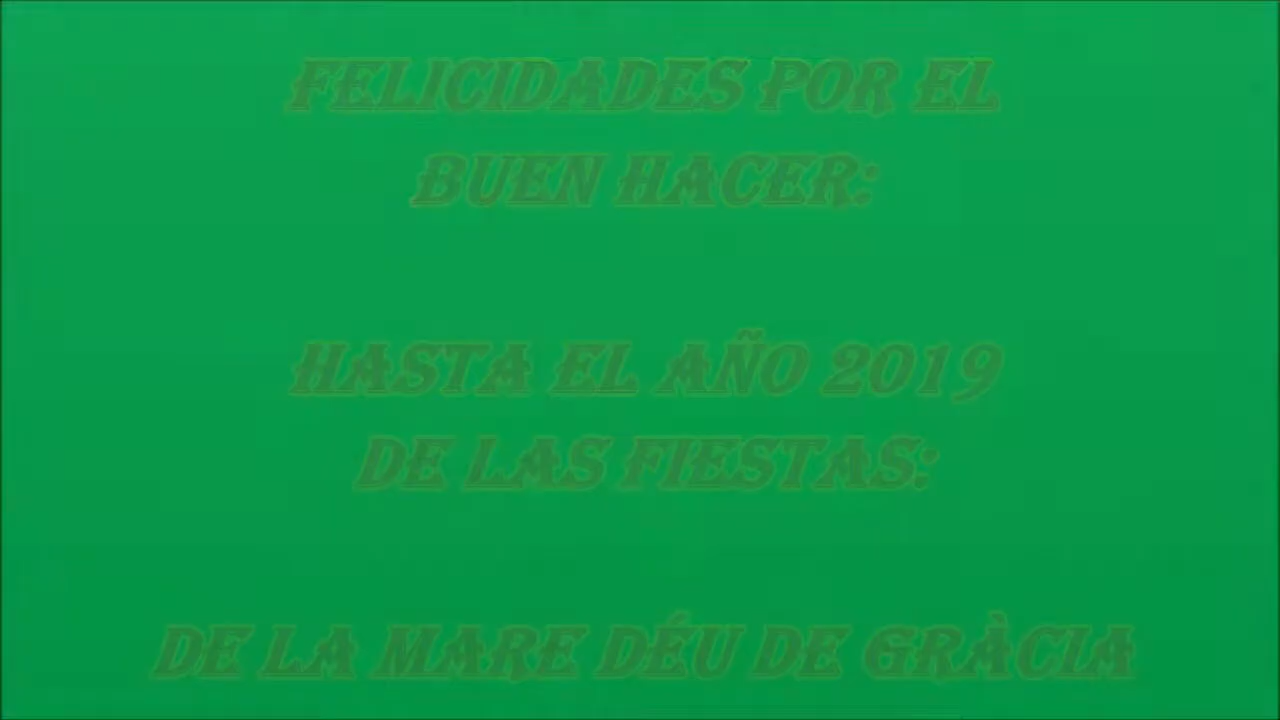 FELICIDADES POR EL
BUEN HACER:
HASTA EL AÑO 2019
DE LAS FIESTAS:
DE LA MARE DÉU DE GRÀCIA